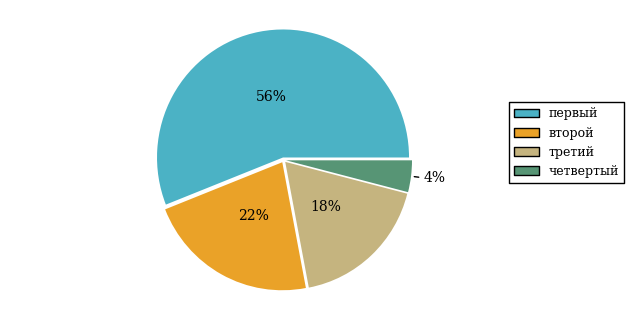 56%
22%
18%
4%
первый
второй
третий
четвертый